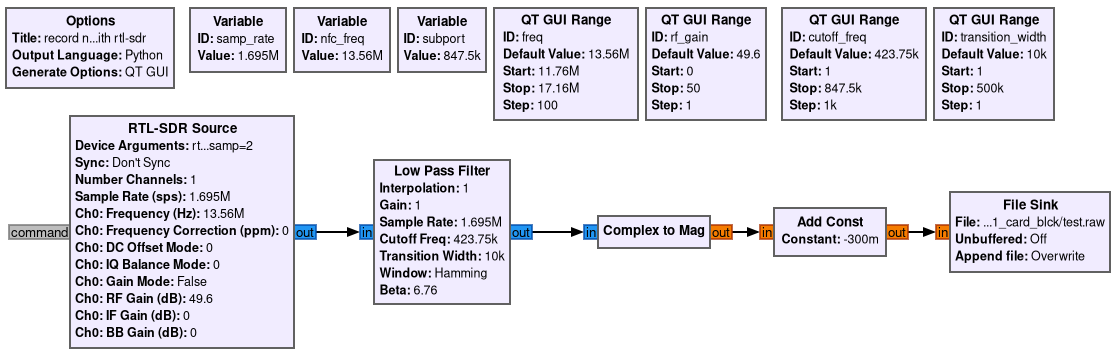 Options
Title: record n...ith rtl-sdr
Output Language: Python
Generate Options: QT GUI
Variable
ID: samp_rate
Value: 1.695M
Variable
ID: nfc_freq
Value: 13.56M
Variable
ID: subport
Value: 847.5k
QT GUI Range
ID: freq
Default Value: 13.56M
Start: 11.76M
Stop: 17.16M
Step: 100
QT GUI Range
ID: rf_gain
Default Value: 49.6
Start: 0
Stop: 50
Step: 1
QT GUI Range
ID: cutoff_freq
Default Value: 423.75k
Start: 1
Stop: 847.5k
Step: 1k
QT GUI Range
ID: transition_width
Default Value: 10k
Start: 1
Stop: 500k
Step: 1
command
RTL-SDR Source
Device Arguments: rt...samp=2
Sync: Don't Sync
Number Channels: 1
Sample Rate (sps): 1.695M
Ch0: Frequency (Hz): 13.56M
Ch0: Frequency Correction (ppm): 0
Ch0: DC Offset Mode: 0
Ch0: IQ Balance Mode: 0
Ch0: Gain Mode: False
Ch0: RF Gain (dB): 49.6
Ch0: IF Gain (dB): 0
Ch0: BB Gain (dB): 0
out
in
Low Pass Filter
Interpolation: 1
Gain: 1
Sample Rate: 1.695M
Cutoff Freq: 423.75k
Transition Width: 10k
Window: Hamming
Beta: 6.76
out
in
Complex to Mag
out
in
Add Const
Constant: -300m
out
in
File Sink
File: ...1_card_blck/test.raw
Unbuffered: Off
Append file: Overwrite